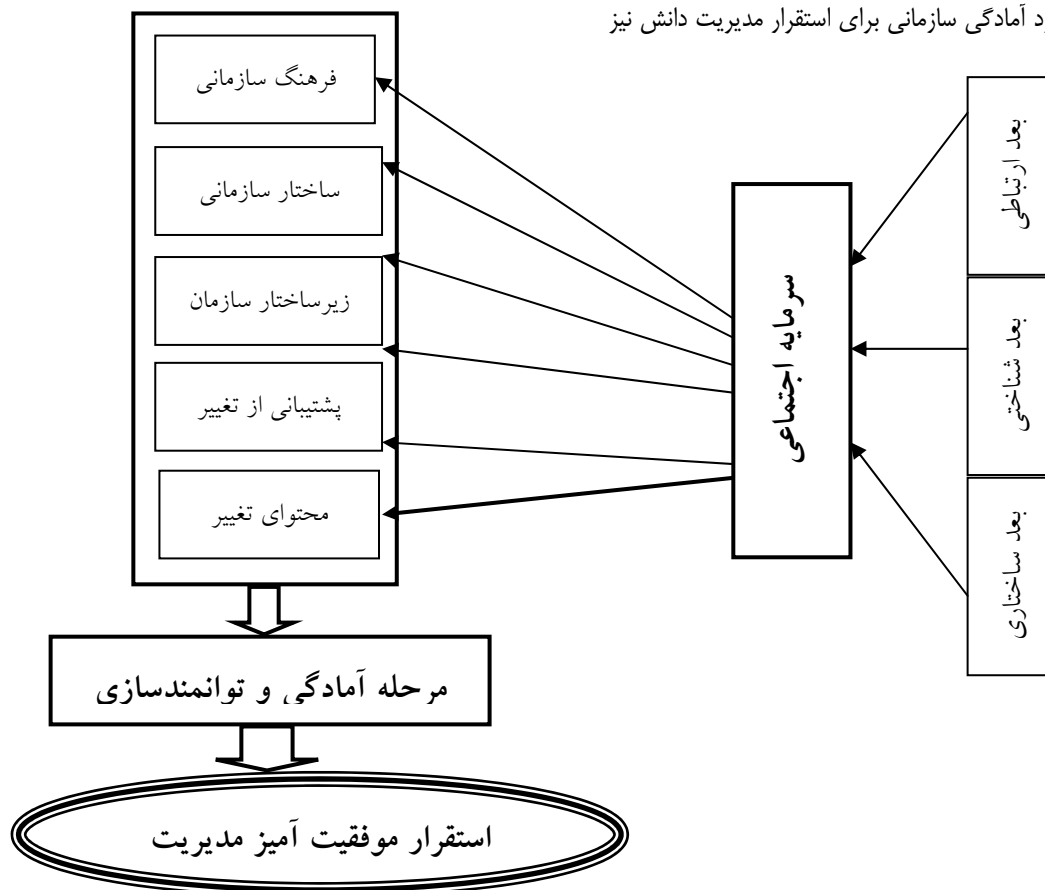 د آمادگی سازمانی برای استقرار مدیریت دانش نیز
بعد ارتباطی
بعد شناختی
بعد ساختاری
سرمایه اجتماعی
فرهنگ سازمانی
ساختار سازمانی
زیرساختار سازمان
پشتیبانی از تغییر
محتوای تغییر
مرحله آمادگی و توانمندسازی
استقرار موفقیت آمیز مدیریت